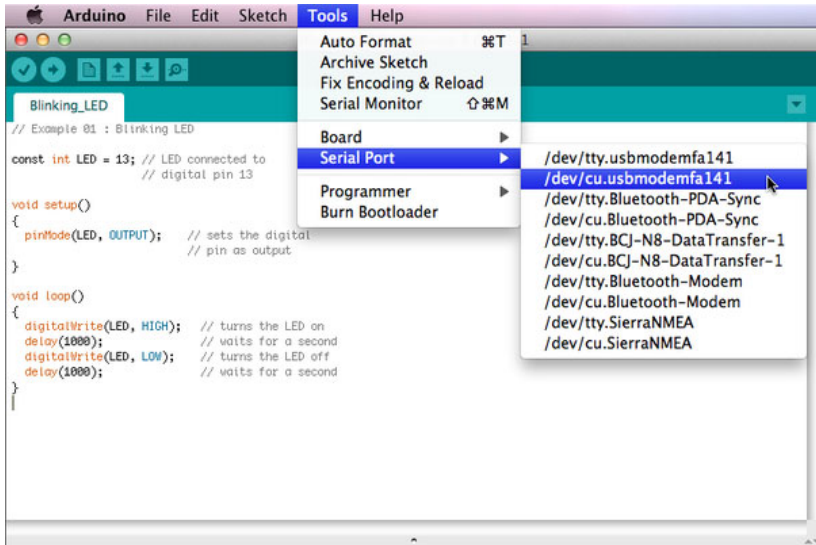 Arduino File Edit Sketch Tools Help
1
Auto Format ⌘T
Archive Sketch
Fix Encoding & Reload
Serial Monitor ⇧⌘M
Board
Serial Port
Programmer
Burn Bootloader
/dev/tty.usbmodemfa141
/dev/cu.usbmodemfa141
/dev/tty.Bluetooth-PDA-Sync
/dev/cu.Bluetooth-PDA-Sync
/dev/tty.BCJ-N8-DataTransfer-1
/dev/cu.BCJ-N8-DataTransfer-1
/dev/tty.Bluetooth-Modem
/dev/cu.Bluetooth-Modem
/dev/tty.SierraNMEA
/dev/cu.SierraNMEA
Blinking_LED
// Example 01 : Blinking LED
const int LED = 13; // LED connected to
// digital pin 13
void setup()
{
pinMode(LED, OUTPUT); // sets the digital
// pin as output
}
void loop()
{
digitalWrite(LED, HIGH); // turns the LED on
delay(1000); // waits for a second
digitalWrite(LED, LOW); // turns the LED off
delay(1000); // waits for a second
}